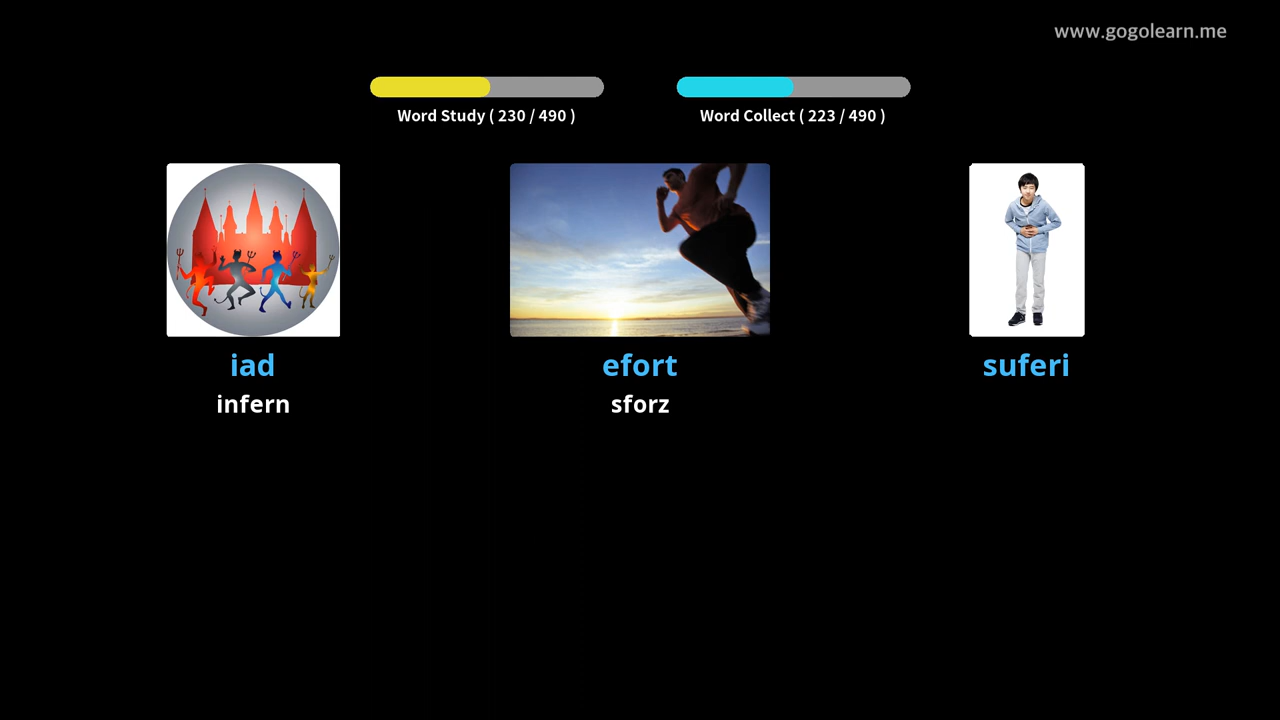 www.gogolearn.me
Word Study ( 230 / 490 )
Word Collect ( 223 / 490 )
iad
infern
efort
sforz
suferi